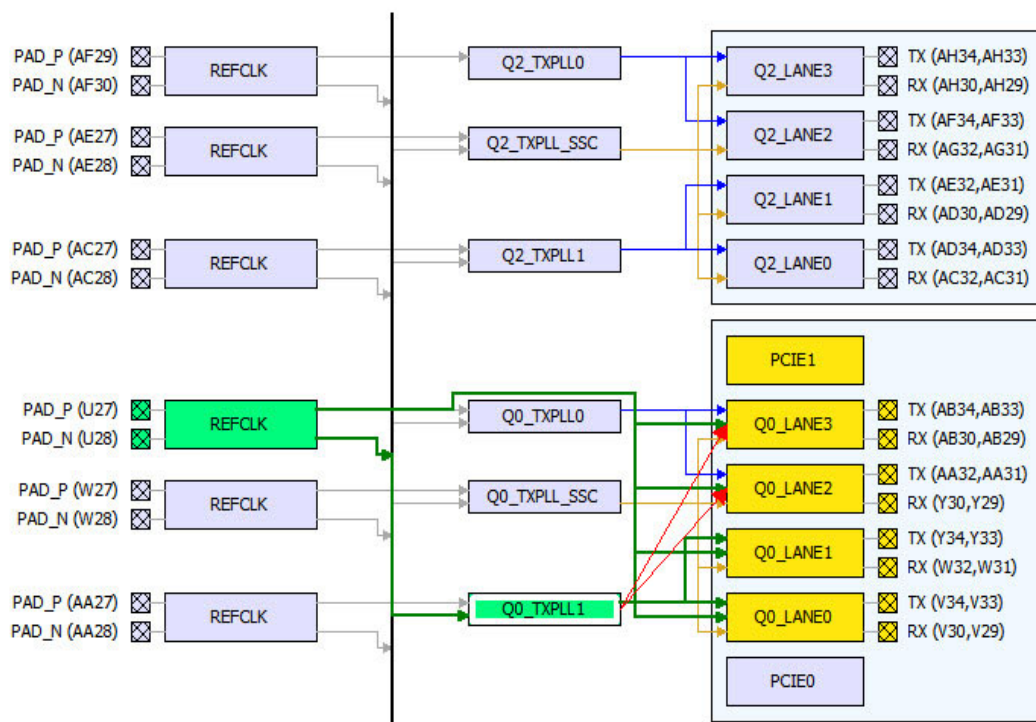 PAD_P (AF29)
PAD_N (AF30)
REFCLK
Q2_TXPLL0
Q2_LANE3
TX (AH34,AH33)
RX (AH30,AH29)
PAD_P (AE27)
PAD_N (AE28)
REFCLK
Q2_TXPLL_SSC
Q2_LANE2
TX (AF34,AF33)
RX (AG32,AG31)
Q2_LANE1
TX (AE32,AE31)
RX (AD30,AD29)
PAD_P (AC27)
PAD_N (AC28)
REFCLK
Q2_TXPLL1
Q2_LANE0
TX (AD34,AD33)
RX (AC32,AC31)
PCIE1
PAD_P (U27)
PAD_N (U28)
REFCLK
Q0_TXPLL0
Q0_LANE3
TX (AB34,AB33)
RX (AB30,AB29)
PAD_P (W27)
PAD_N (W28)
REFCLK
Q0_TXPLL_SSC
Q0_LANE2
TX (AA32,AA31)
RX (Y30,Y29)
Q0_LANE1
TX (Y34,Y33)
RX (W32,W31)
PAD_P (AA27)
PAD_N (AA28)
REFCLK
Q0_TXPLL1
Q0_LANE0
TX (V34,V33)
RX (V30,V29)
PCIE0